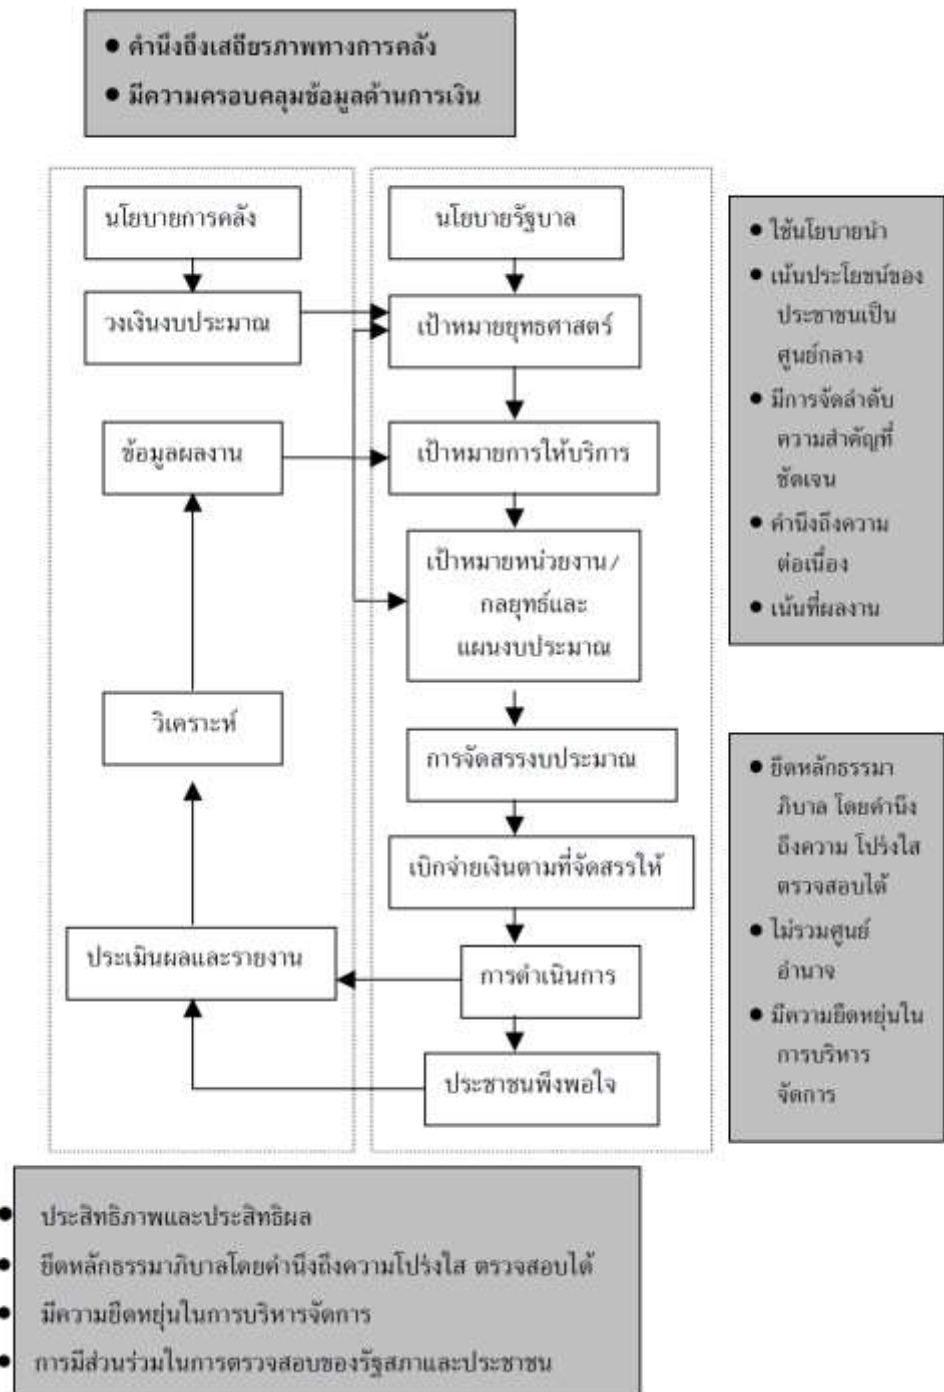 ● คำนึงถึงเสถียรภาพทางการคลัง
● มีความครอบคลุมข้อมูลด้านการเงิน
นโยบายการคลัง
วงเงินงบประมาณ
ข้อมูลผลงาน
วิเคราะห์
ประเมินผลและรายงาน
นโยบายรัฐบาล
เป้าหมายยุทธศาสตร์
เป้าหมายการให้บริการ
เป้าหมายหน่วยงาน/
กลยุทธ์และ
แผนงบประมาณ
การจัดสรรงบประมาณ
เบิกจ่ายเงินตามที่จัดสรรให้
การดำเนินการ
ประชาชนพึงพอใจ
● ใช้นโยบายนำ
● เน้นประโยชน์ของ
ประชาชนเป็น
ศูนย์กลาง
● มีการจัดลำดับ
ความสำคัญที่
ชัดเจน
● คำนึงถึงความ
ต่อเนื่อง
● เน้นที่ผลงาน
● ยึดหลักธรรมา
ภิบาล โดยคำนึง
ถึงความ โปร่งใส
ตรวจสอบได้
● ไม่รวมศูนย์
อำนาจ
● มีความยืดหยุ่นใน
การบริหาร
จัดการ
● ประสิทธิภาพและประสิทธิผล
● ยึดหลักธรรมาภิบาลโดยคำนึงถึงความโปร่งใส ตรวจสอบได้
● มีความยืดหยุ่นในการบริหารจัดการ
● การมีส่วนร่วมในการตรวจสอบของรัฐสภาและประชาชน